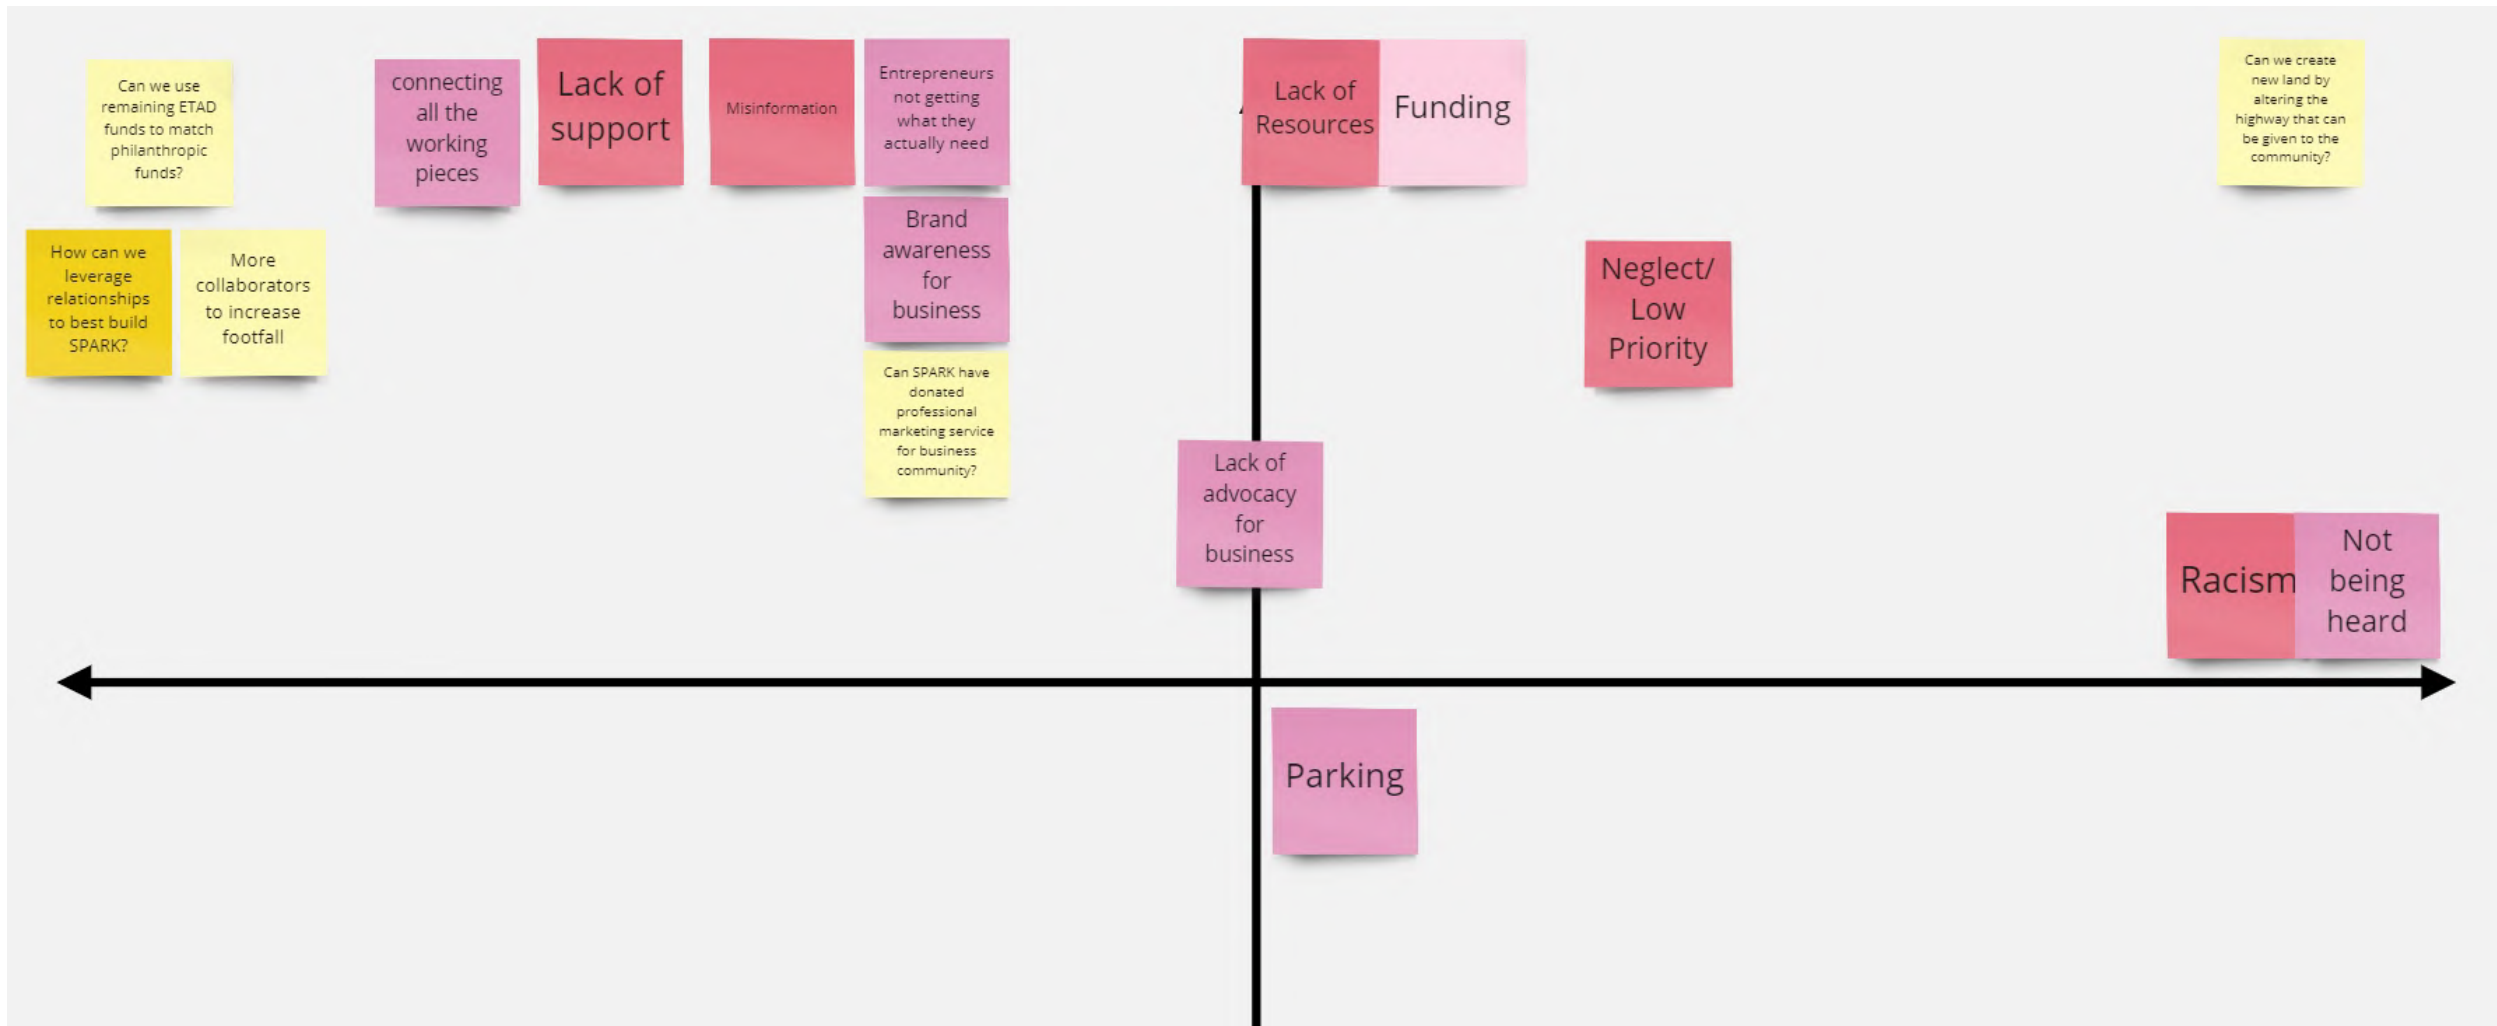 Can we use
remaining ETAD
funds to match
philanthropic
funds?
connecting
all the
working
pieces
Lack of
support
Misinformation
Entrepreneurs
not getting
what they
actually need
Lack of
Resources
Funding
Can we create
new land by
altering the
highway that can
be given to the
community?
How can we
leverage
relationships
to best build
SPARK?
More
collaborators
to increase
footfall
Brand
awareness
for
business
Neglect/
Low
Priority
Can SPARK have
donated
professional
marketing service
for business
community?
Lack of
advocacy
for
business
Racism
Not
being
heard
Parking